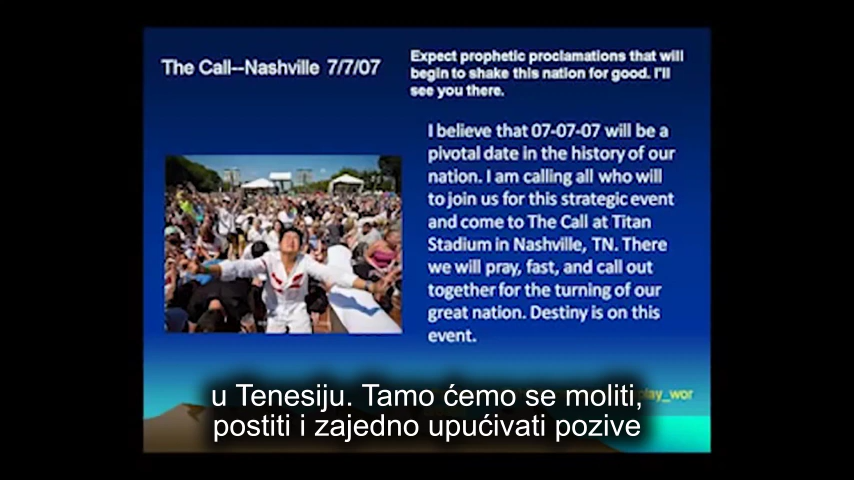 The Call--Nashville 7/7/07
Expect prophetic proclamations that will
begin to shake this nation for good. I'll
see you there.
I believe that 07-07-07 will be a
pivotal date in the history of our
nation. I am calling all who will
to join us for this strategic event
and come to The Call at Titan
Stadium in Nashville, TN. There
we will pray, fast, and call out
together for the turning of our
great nation. Destiny is on this
event.
u Tenesiju. Tamo ćemo se moliti,
postiti i zajedno upućivati pozive